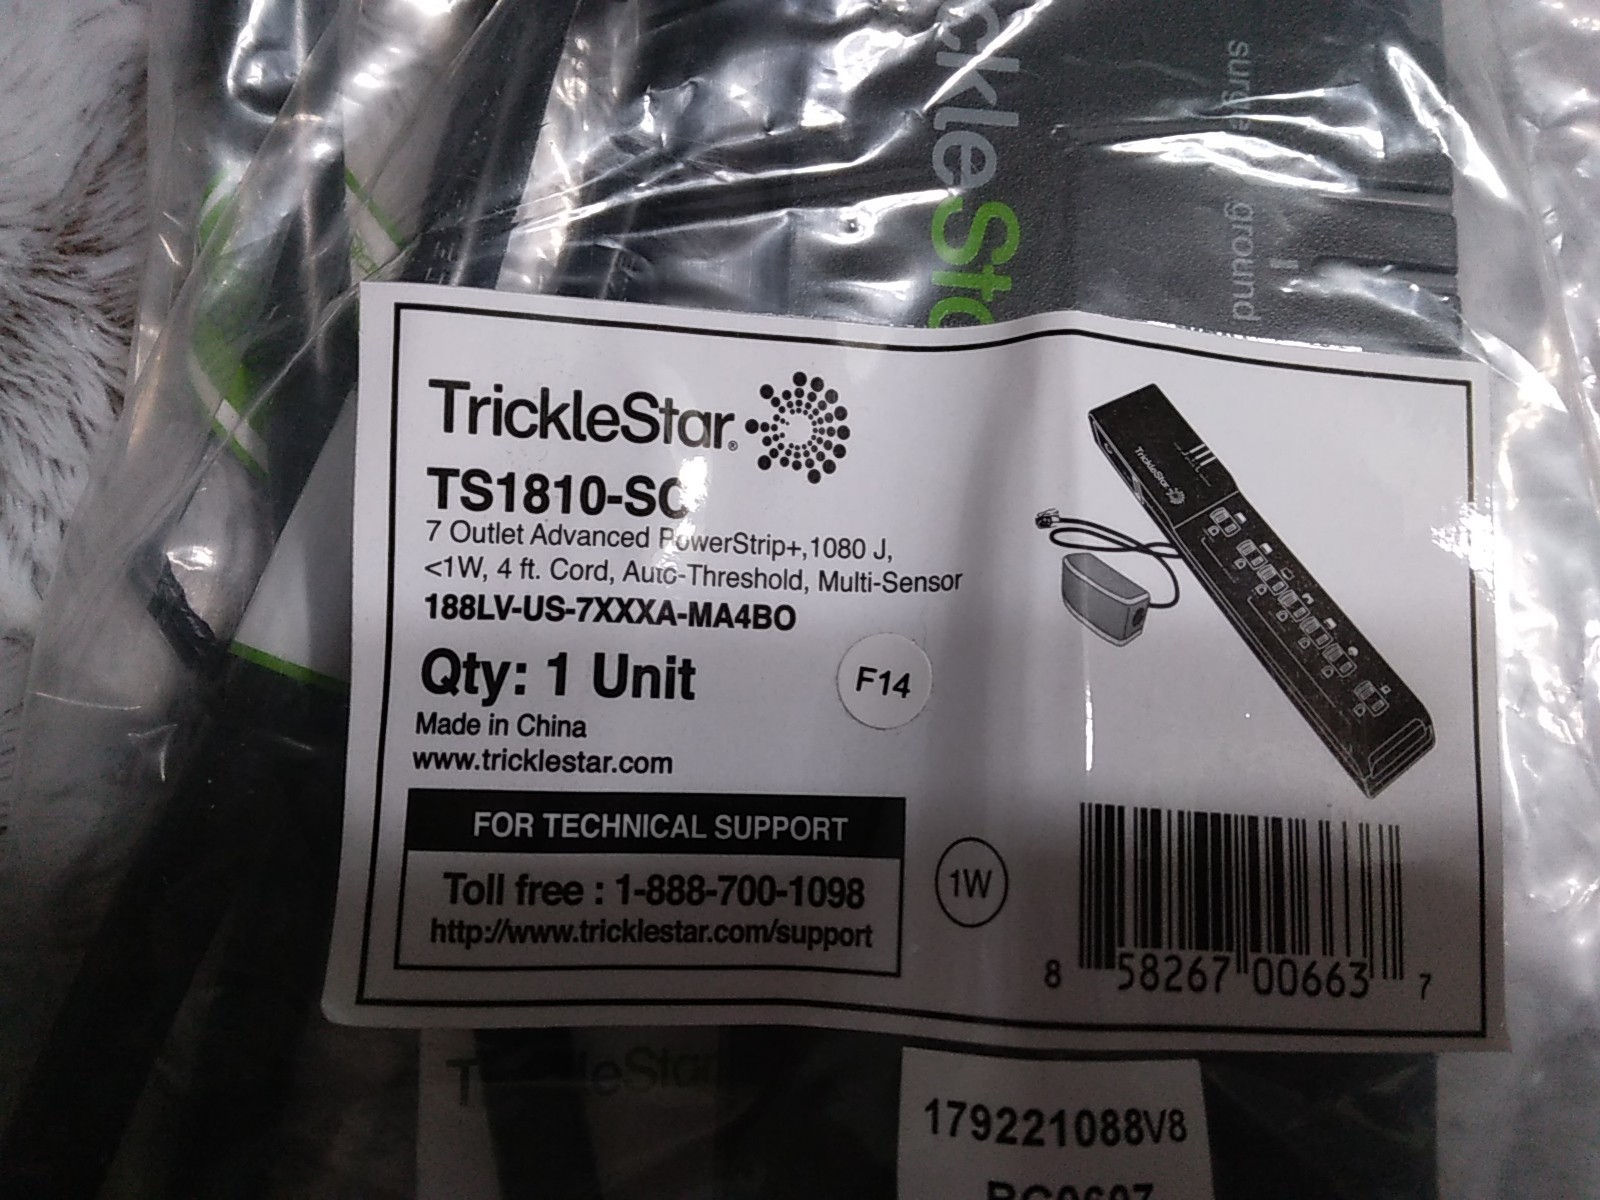 ckleSta
surge
ground
TrickleStar®
TS1810-SC
7 Outlet Advanced PowerStrip+, 1080 J,
<1W, 4 ft. Cord, Auto-Threshold, Multi-Sensor
188LV-US-7XXXA-MA4BO
Qty: 1 Unit
F14
Made in China
www.tricklestar.com
TrickleStar
FOR TECHNICAL SUPPORT
Toll free : 1-888-700-1098
http://www.tricklestar.com/support
1W
8 58267 00663 7
T leStar
179221088V8